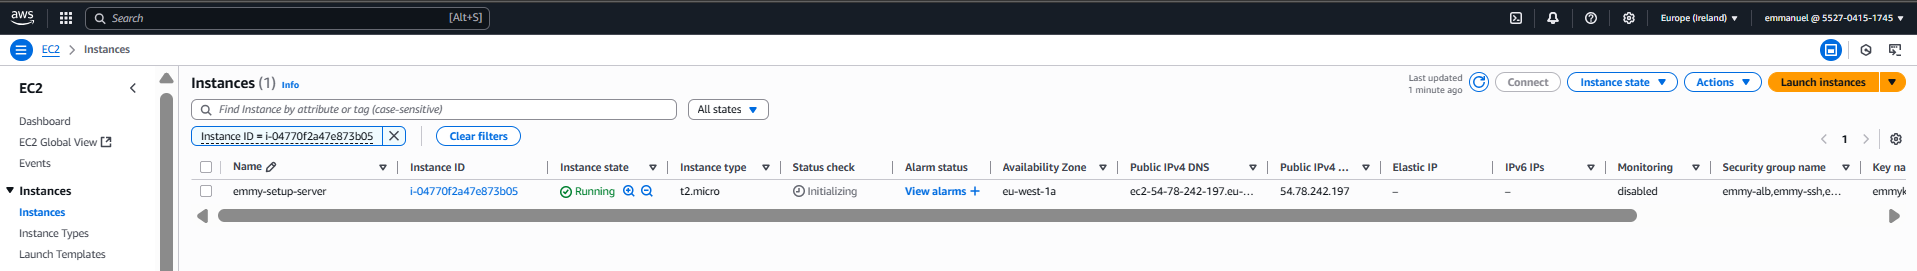 aws Search [Alt+S] Europe (Ireland) emmanuel @ 5527-0415-1745
EC2 Instances
EC2
Dashboard
EC2 Global View
Events
Instances
Instances
Instance Types
Launch Templates
Instances (1) Info
Last updated
1 minute ago
Connect Instance state Actions Launch instances
Find Instance by attribute or tag (case-sensitive) All states
Instance ID = i-04770f2a47e873b05 Clear filters
1
Name Instance ID Instance state Instance type Status check Alarm status Availability Zone Public IPv4 DNS Public IPv4 ... Elastic IP IPv6 IPs Monitoring Security group name Key na
emmy-setup-server i-04770f2a47e873b05 Running t2.micro Initializing View alarms + eu-west-1a ec2-54-78-242-197.eu-... 54.78.242.197 – – disabled emmy-alb,emmy-ssh,e... emmyk